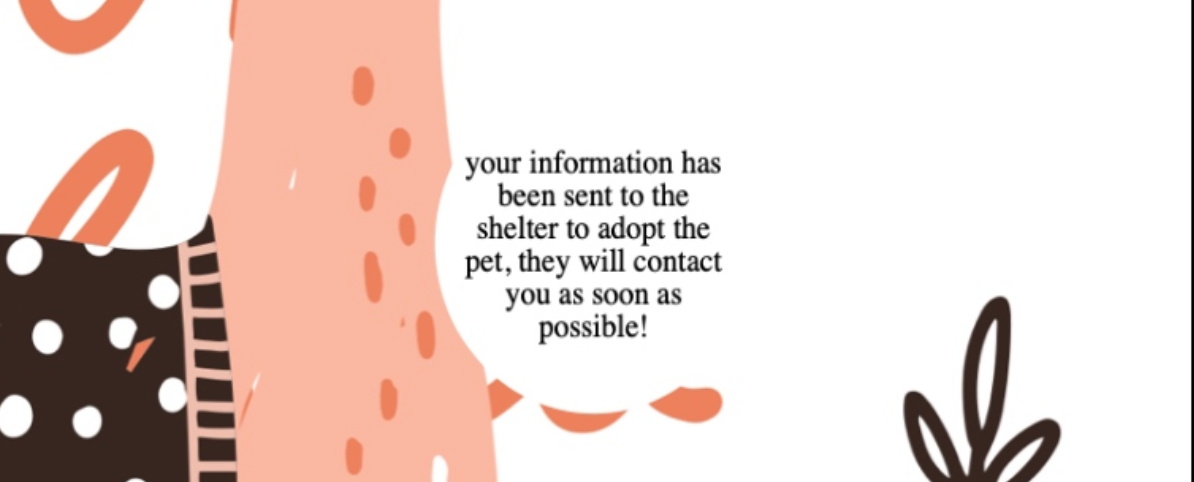 your information has
been sent to the
shelter to adopt the
pet, they will contact
you as soon as
possible!